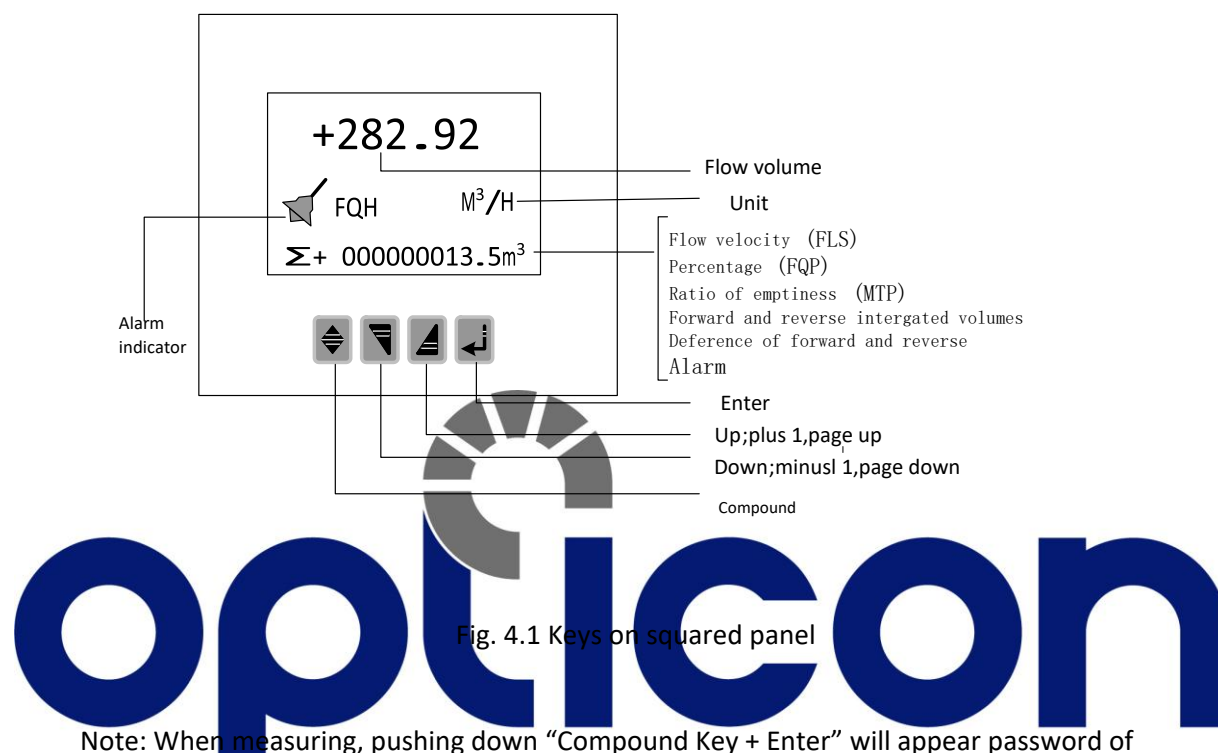 +282.92
FQH M³/H
Σ+ 000000013.5m³
Alarm
indicator
Flow volume
Unit
Flow velocity (FLS)
Percentage (FQP)
Ratio of emptiness (MTP)
Forward and reverse intergated volumes
Deference of forward and reverse
Alarm
Enter
Up;plus 1,page up
Down;minusl 1,page down
Compound
opticon
Fig. 4.1 Keys on squared panel
Note: When measuring, pushing down “Compound Key + Enter” will appear password of